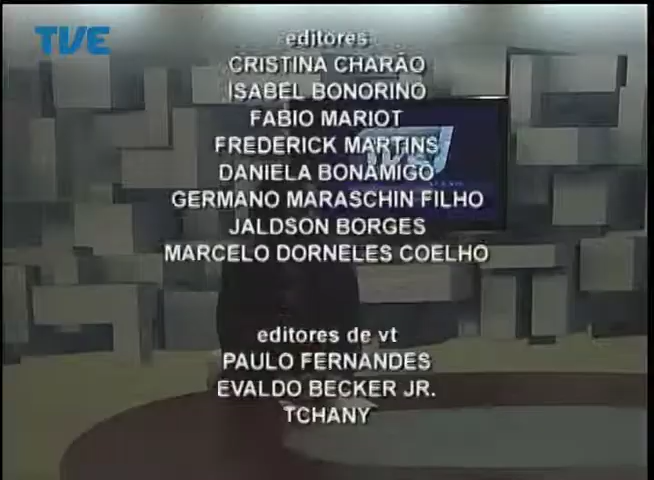 TVE
editores
CRISTINA CHARÃO
ISABEL BONORINO
FABIO MARIOT
FREDERICK MARTINS
DANIELA BONAMIGO
GERMANO MARASCHIN FILHO
JALDSON BORGES
MARCELO DORNELES COELHO
editores de vt
PAULO FERNANDES
EVALDO BECKER JR.
TCHANY